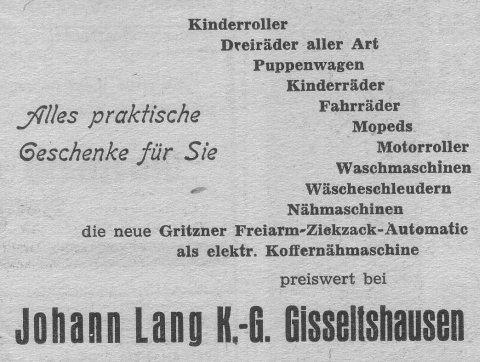 Kinderroller
Dreiräder aller Art
Puppenwagen
Kinderräder
Fahrräder
Mopeds
Motorroller
Waschmaschinen
Wäscheschleudern
Nähmaschinen
Alles praktische
Geschenke für Sie
die neue Gritzner Freiarm-Ziekzack-Automatic
als elektr. Koffernähmaschine
preiswert bei
Johann Lang K.-G. Gisseltshausen